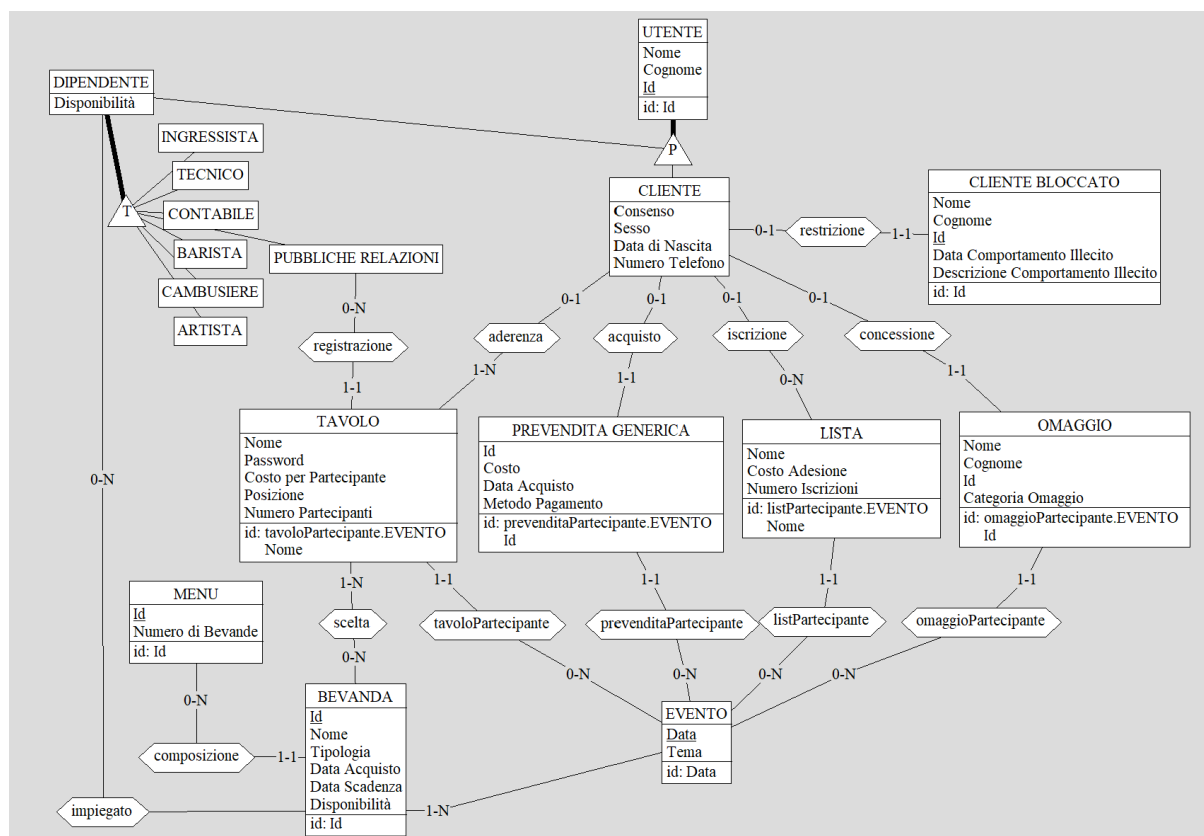 UTENTE
Nome
Cognome
Id
id: Id
DIPENDENTE
Disponibilità
P
T
INGRESSISTA
TECNICO
CONTABILE
BARISTA
CAMBUSIERE
ARTISTA
PUBBLICHE RELAZIONI
CLIENTE
Consenso
Sesso
Data di Nascita
Numero Telefono
0-1
restrizione
1-1
CLIENTE BLOCCATO
Nome
Cognome
Id
Data Comportamento Illecito
Descrizione Comportamento Illecito
id: Id
0-N
registrazione
1-1
0-1
aderenza
1-N
0-1
acquisto
1-1
0-1
iscrizione
0-N
0-1
concessione
1-1
TAVOLO
Nome
Password
Costo per Partecipante
Posizione
Numero Partecipanti
id: tavoloPartecipante.EVENTO
Nome
PREVENDITA GENERICA
Id
Costo
Data Acquisto
Metodo Pagamento
id: prevenditaPartecipante.EVENTO
Id
LISTA
Nome
Costo Adesione
Numero Iscrizioni
id: listPartecipante.EVENTO
Nome
OMAGGIO
Nome
Cognome
Id
Categoria Omaggio
id: omaggioPartecipante.EVENTO
Id
0-N
MENU
Id
Numero di Bevande
id: Id
1-N
scelta
0-N
1-1
tavoloPartecipante
0-N
1-1
prevenditaPartecipante
0-N
1-1
listPartecipante
0-N
1-1
omaggioPartecipante
0-N
0-N
composizione
1-1
BEVANDA
Id
Nome
Tipologia
Data Acquisto
Data Scadenza
Disponibilità
id: Id
EVENTO
Data
Tema
id: Data
impiegato
1-N